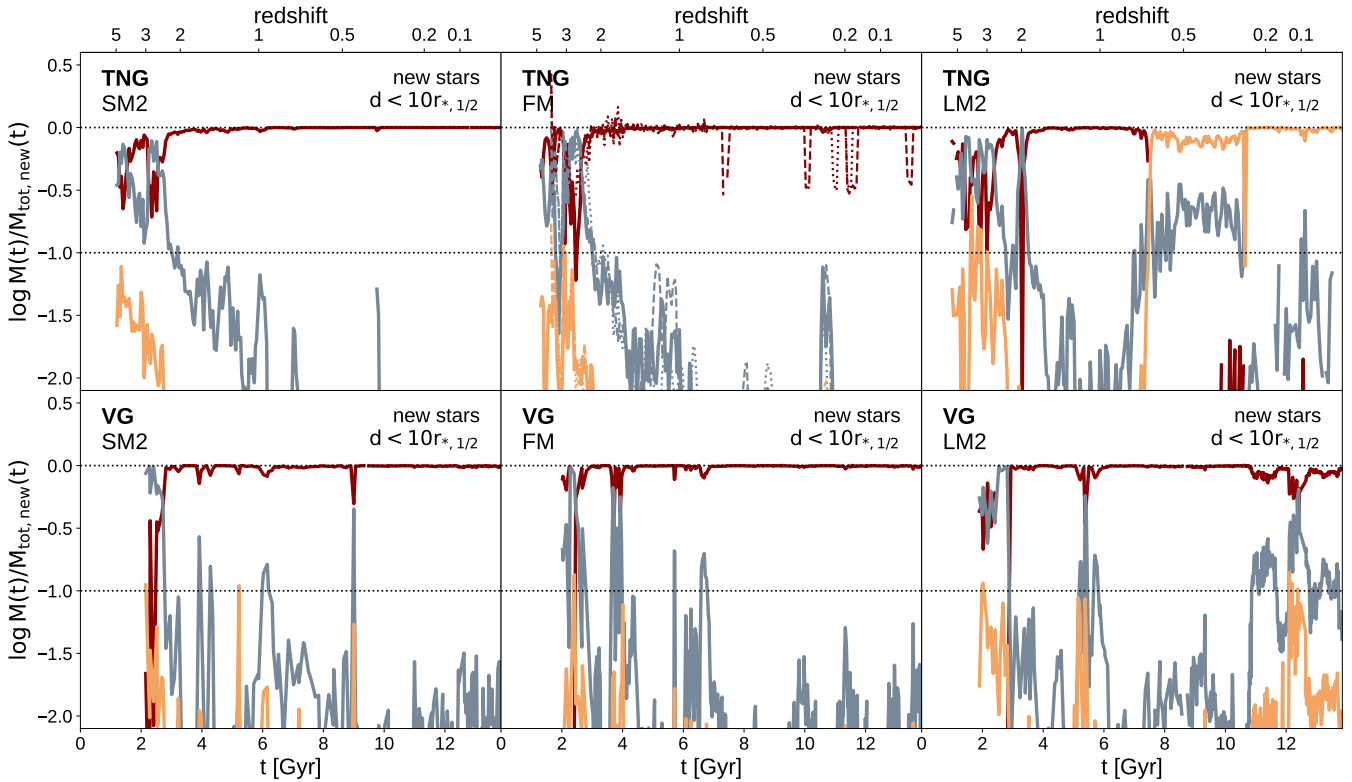 redshift redshift redshift
5 3 2 1 0.5 0.2 0.1 5 3 2 1 0.5 0.2 0.1 5 3 2 1 0.5 0.2 0.1
0.5
TNG new stars TNG new stars TNG new stars
SM2 d < 10r*, 1/2 FM d < 10r*, 1/2 LM2 d < 10r*, 1/2
0.0
−0.5
−1.0
−1.5
−2.0
log M(t)/Mtot, new(t)
0.5
VG new stars VG new stars VG new stars
SM2 d < 10r*, 1/2 FM d < 10r*, 1/2 LM2 d < 10r*, 1/2
0.0
−0.5
−1.0
−1.5
−2.0
log M(t)/Mtot, new(t)
0 2 4 6 8 10 12 0 2 4 6 8 10 12 0 2 4 6 8 10 12
t [Gyr] t [Gyr] t [Gyr]